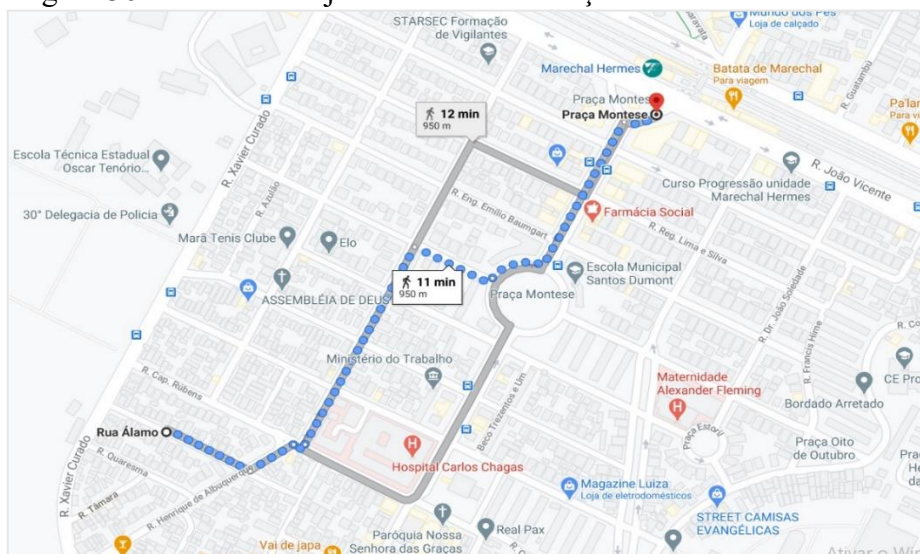 STARSEC Formação
de Vigilantes
Mundo dos Pés
Loja de calçado
Marechal Hermes
Batata de Marechal
Para viagem
R. Guatambú
Praça Montes
Praça Montese
12 min
950 m
R. Xavier Curado
Escola Técnica Estadual
Oscar Tenório...
R. João Vicente
Curso Progressão unidade
Marechal Hermes
R. Azulão
R. Eng. Emílio Baumgart
Farmácia Social
30° Delegacia de Policia
Marã Tenis Clube
Elo
R. Reg. Lima e Silva
11 min
950 m
Escola Municipal
Santos Dumont
ASSEMBLÉIA DE DEUS
Praça Montese
R. Dr. João Soledade
R. Francis Hime
Ministério do Trabalho
R. Cap. Rúbens
Maternidade
Alexander Fleming
CE Pro
Bordado Arretado
Beco Trezentos e Um
Rua Álamo
Praça Estoril
Praça Oito
de Outubro
R. Xavier Curado
R. Quaresma
Hospital Carlos Chagas
R. Tâmara
R. Henrique de Albuquerque
Magazine Luiza
Loja de eletrodomésticos
STREET CAMISAS
EVANGÉLICAS
Paróquia Nossa
Senhora das Graças
Real Pax
Vai de japa